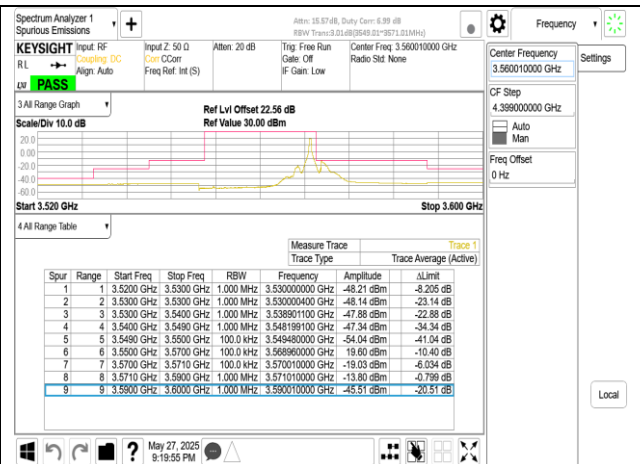 Spectrum Analyzer 1
Spurious Emissions
Attn: 15.57dB, Duty Corr: 6.99 dB
RBW Trans:3.01dB(3549.01~3571.01MHz)
Frequency
KEYSIGHT
Input: RF
Coupling: DC
Align: Auto
Input Z: 50 Ω
Corr CCorr
Freq Ref: Int (S)
Atten: 20 dB
Trig: Free Run
Gate: Off
IF Gain: Low
Center Freq: 3.560010000 GHz
Radio Std: None
RL
LXI PASS
Center Frequency
3.560010000 GHz
Settings
CF Step
4.399000000 GHz
Auto
Man
Freq Offset
0 Hz
3 All Range Graph
Scale/Div 10.0 dB
Ref Lvl Offset 22.56 dB
Ref Value 30.00 dBm
20.0
0.00
-20.0
-40.0
-60.0
Start 3.520 GHz
Stop 3.600 GHz
4 All Range Table
Measure Trace Trace 1
Trace Type Trace Average (Active)
Spur Range Start Freq Stop Freq RBW Frequency Amplitude ΔLimit
1 1 3.5200 GHz 3.5300 GHz 1.000 MHz 3.530000000 GHz -48.21 dBm -8.205 dB
2 2 3.5300 GHz 3.5400 GHz 1.000 MHz 3.530000400 GHz -48.14 dBm -23.14 dB
3 3 3.5300 GHz 3.5400 GHz 1.000 MHz 3.538901100 GHz -47.88 dBm -22.88 dB
4 4 3.5400 GHz 3.5490 GHz 1.000 MHz 3.548199100 GHz -47.34 dBm -34.34 dB
5 5 3.5490 GHz 3.5500 GHz 100.0 kHz 3.549480000 GHz -54.04 dBm -41.04 dB
6 6 3.5500 GHz 3.5700 GHz 100.0 kHz 3.568960000 GHz 19.60 dBm -10.40 dB
7 7 3.5700 GHz 3.5710 GHz 100.0 kHz 3.570010000 GHz -19.03 dBm -6.034 dB
8 8 3.5710 GHz 3.5900 GHz 1.000 MHz 3.571010000 GHz -13.80 dBm -0.799 dB
9 9 3.5900 GHz 3.6000 GHz 1.000 MHz 3.590010000 GHz -45.51 dBm -20.51 dB
Local
May 27, 2025
9:19:55 PM